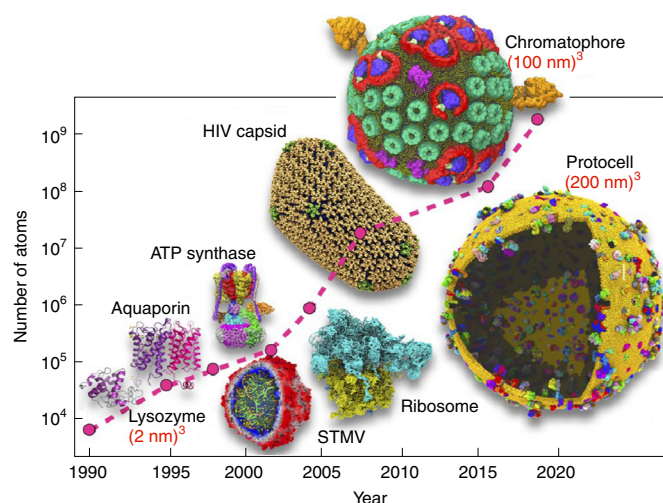 Chromatophore
(100 nm)³
10⁹
HIV capsid
Protocell
(200 nm)³
10⁸
10⁷
ATP synthase
10⁶
Aquaporin
10⁵
Ribosome
Lysozyme
(2 nm)³
10⁴
STMV
Number of atoms
1990
1995
2000
2005
2010
2015
2020
Year